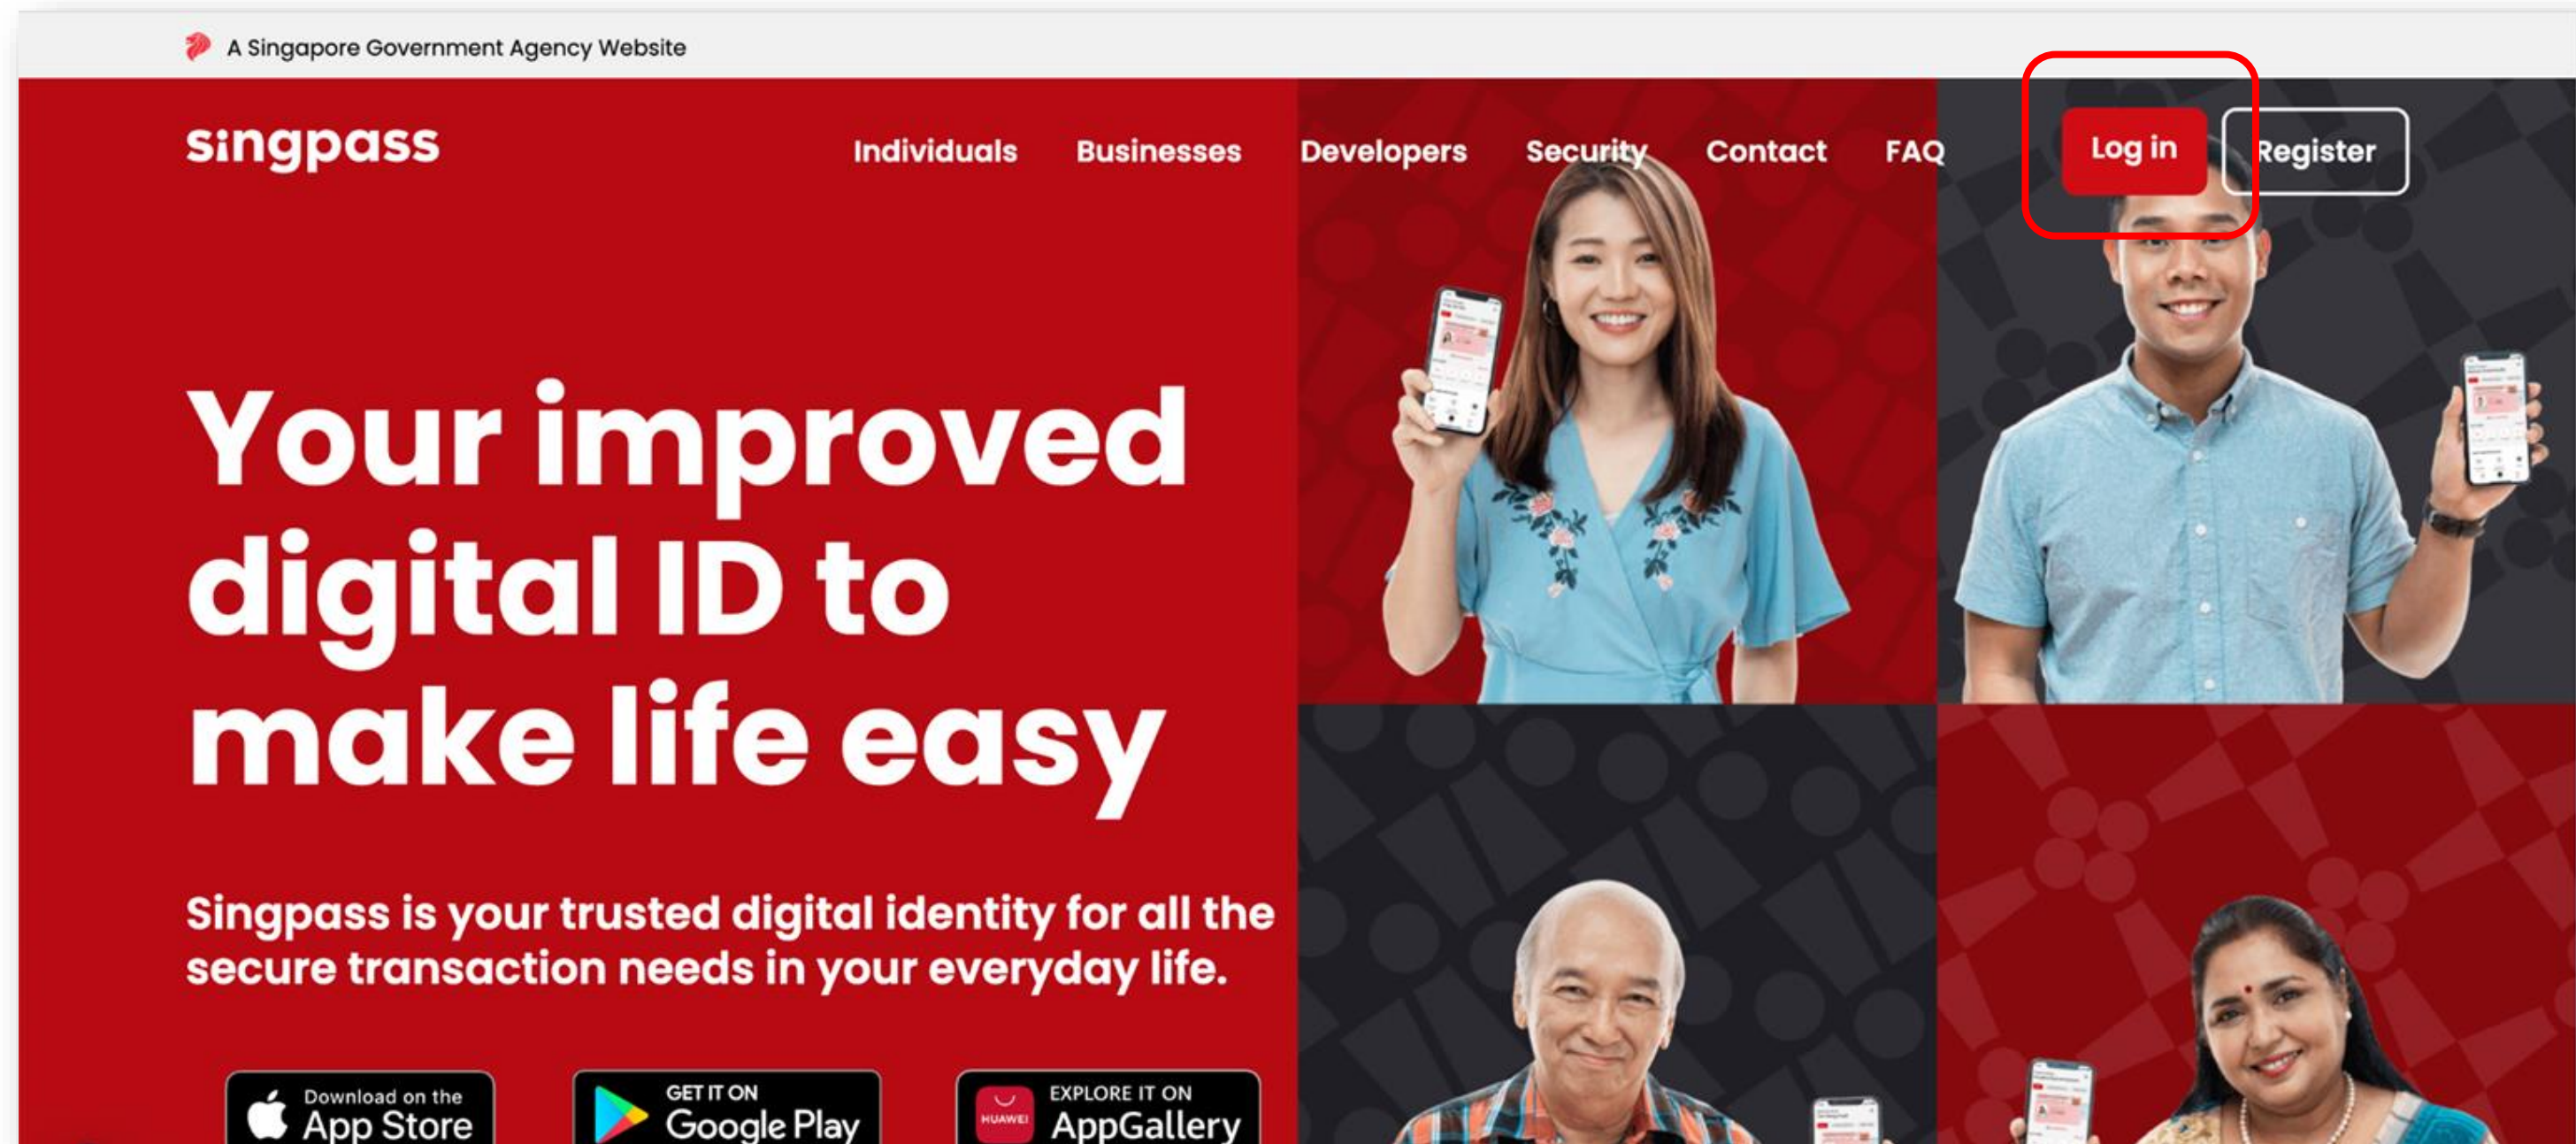 A Singapore Government Agency Website
singpass
Individuals Businesses Developers Security Contact FAQ Log in Register
Your improved
digital ID to
make life easy
Singpass is your trusted digital identity for all the
secure transaction needs in your everyday life.
Download on the
App Store
GET IT ON
Google Play
HUAWEI
EXPLORE IT ON
AppGallery